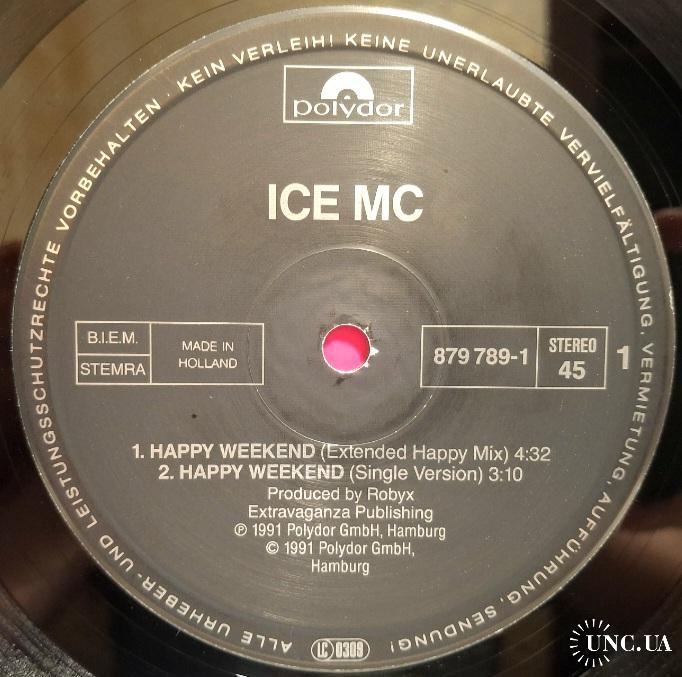 polydor
ICE MC
B.I.E.M.
STEMRA
MADE IN
HOLLAND
879 789-1
STEREO
45
1
1. HAPPY WEEKEND (Extended Happy Mix) 4:32
2. HAPPY WEEKEND (Single Version) 3:10
Produced by Robyx
Extravaganza Publishing
℗ 1991 Polydor GmbH, Hamburg
© 1991 Polydor GmbH,
Hamburg
ALLE URHEBER- UND LEISTUNGSSCHUTZRECHTE VORBEHALTEN · KEIN VERLEIH! KEINE UNERLAUBTE VERVIELFÄLTIGUNG, VERMIETUNG, AUFFÜHRUNG, SENDUNG!
LC 0309
UNC.UA